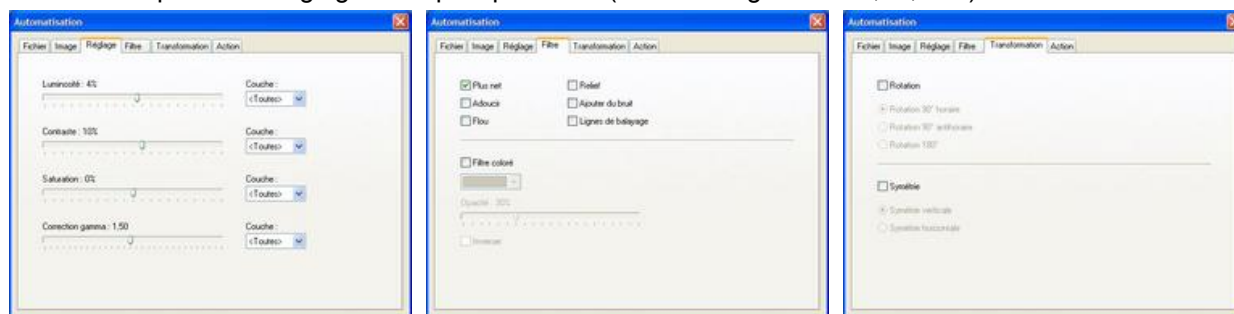 Automatisation
Fichier Image Réglage Filtre Transformation Action
Luminosité : 4%
Couche :
<Toutes>
Contraste : 10%
Couche :
<Toutes>
Saturation : 0%
Couche :
<Toutes>
Correction gamma : 1,50
Couche :
<Toutes>
Automatisation
Fichier Image Réglage Filtre Transformation Action
Plus net
Relief
Adoucir
Ajouter du bruit
Flou
Lignes de balayage
Filtre coloré
Opacité : 30%
Inverser
Automatisation
Fichier Image Réglage Filtre Transformation Action
Rotation
Rotation 90° horaire
Rotation 90° antihoraire
Rotation 180°
Symétrie
Symétrie verticale
Symétrie horizontale